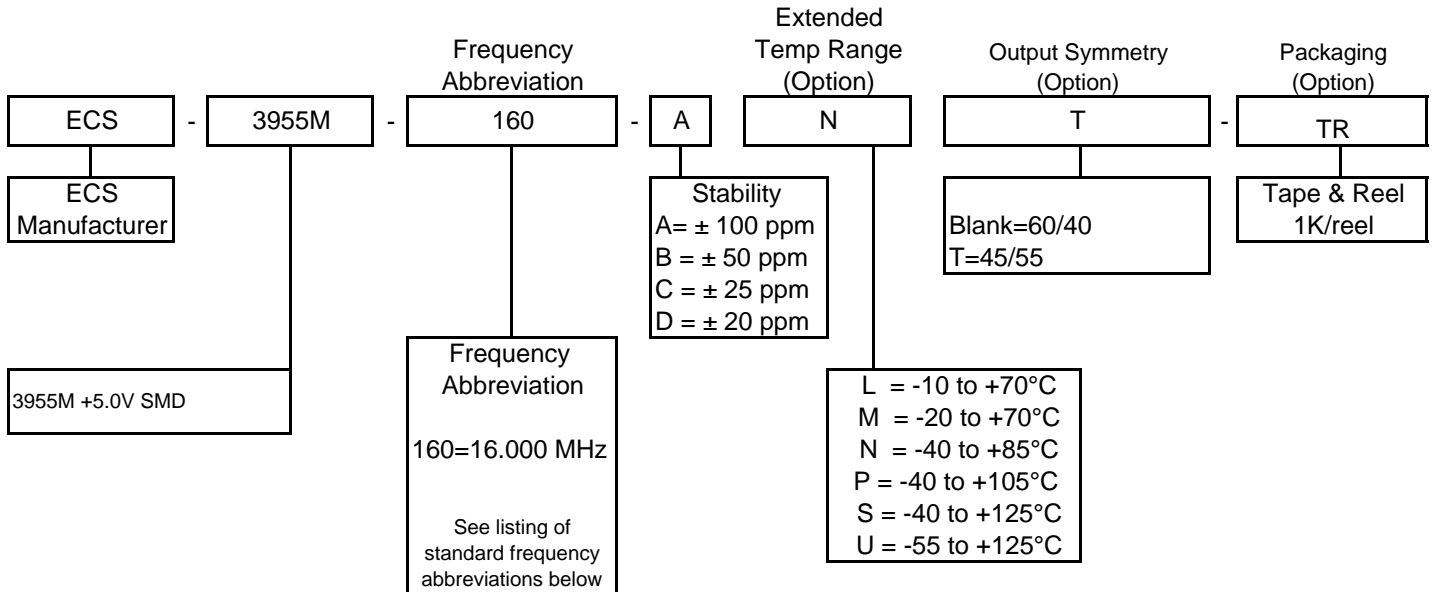 Frequency
Abbreviation
Extended
Temp Range
(Option)
Output Symmetry
(Option)
Packaging
(Option)
ECS - 3955M - 160 - A N T - TR
ECS
Manufacturer
Stability
A= ± 100 ppm
B = ± 50 ppm
C = ± 25 ppm
D = ± 20 ppm
Blank=60/40
T=45/55
Tape & Reel
1K/reel
3955M +5.0V SMD
Frequency
Abbreviation
160=16.000 MHz
See listing of
standard frequency
abbreviations below
L = -10 to +70°C
M = -20 to +70°C
N = -40 to +85°C
P = -40 to +105°C
S = -40 to +125°C
U = -55 to +125°C